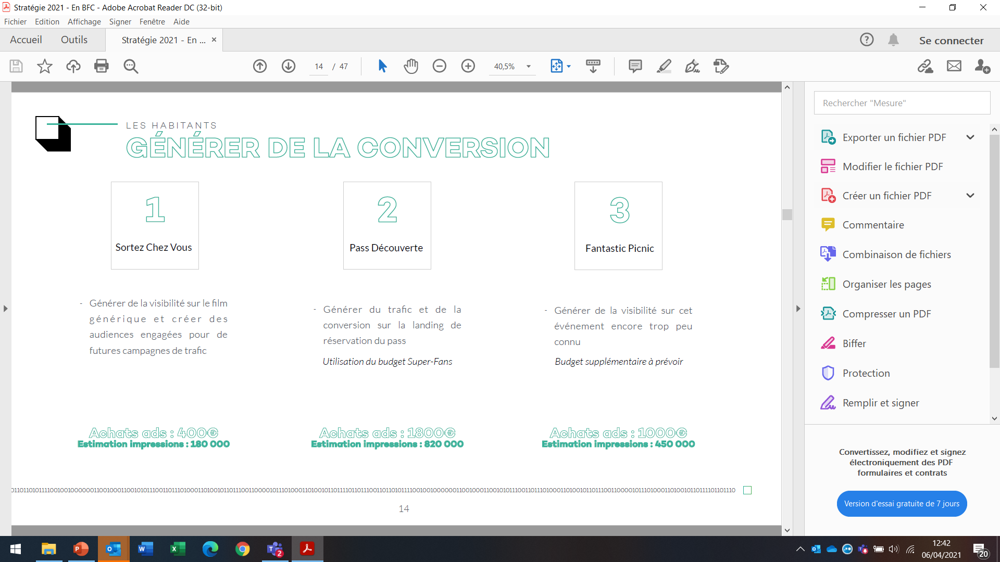 Stratégie 2021 - En BFC - Adobe Acrobat Reader DC (32-bit)
Fichier Edition Affichage Signer Fenêtre Aide
Accueil Outils Stratégie 2021 - En ... Se connecter
14 / 47 40,5%
LES HABITANTS
GÉNÉRER DE LA CONVERSION
1
Sortez Chez Vous
- Générer de la visibilité sur le film
générique et créer des
audiences engagées pour de
futures campagnes de trafic
Achats ads : 400€
Estimation impressions : 180 000
2
Pass Découverte
- Générer du trafic et de la
conversion sur la landing de
réservation du pass
Utilisation du budget Super-Fans
Achats ads : 1800€
Estimation impressions : 820 000
3
Fantastic Picnic
- Générer de la visibilité sur cet
événement encore trop peu
connu
Budget supplémentaire à prévoir
Achats ads : 1000€
Estimation impressions : 450 000
14
Rechercher "Mesure"
Exporter un fichier PDF
Modifier le fichier PDF
Créer un fichier PDF
Commentaire
Combinaison de fichiers
Organiser les pages
Compresser un PDF
Biffer
Protection
Remplir et signer
Convertissez, modifiez et signez
électroniquement des PDF
formulaires et contrats
Version d'essai gratuite de 7 jours
2
12:42
06/04/2021
20